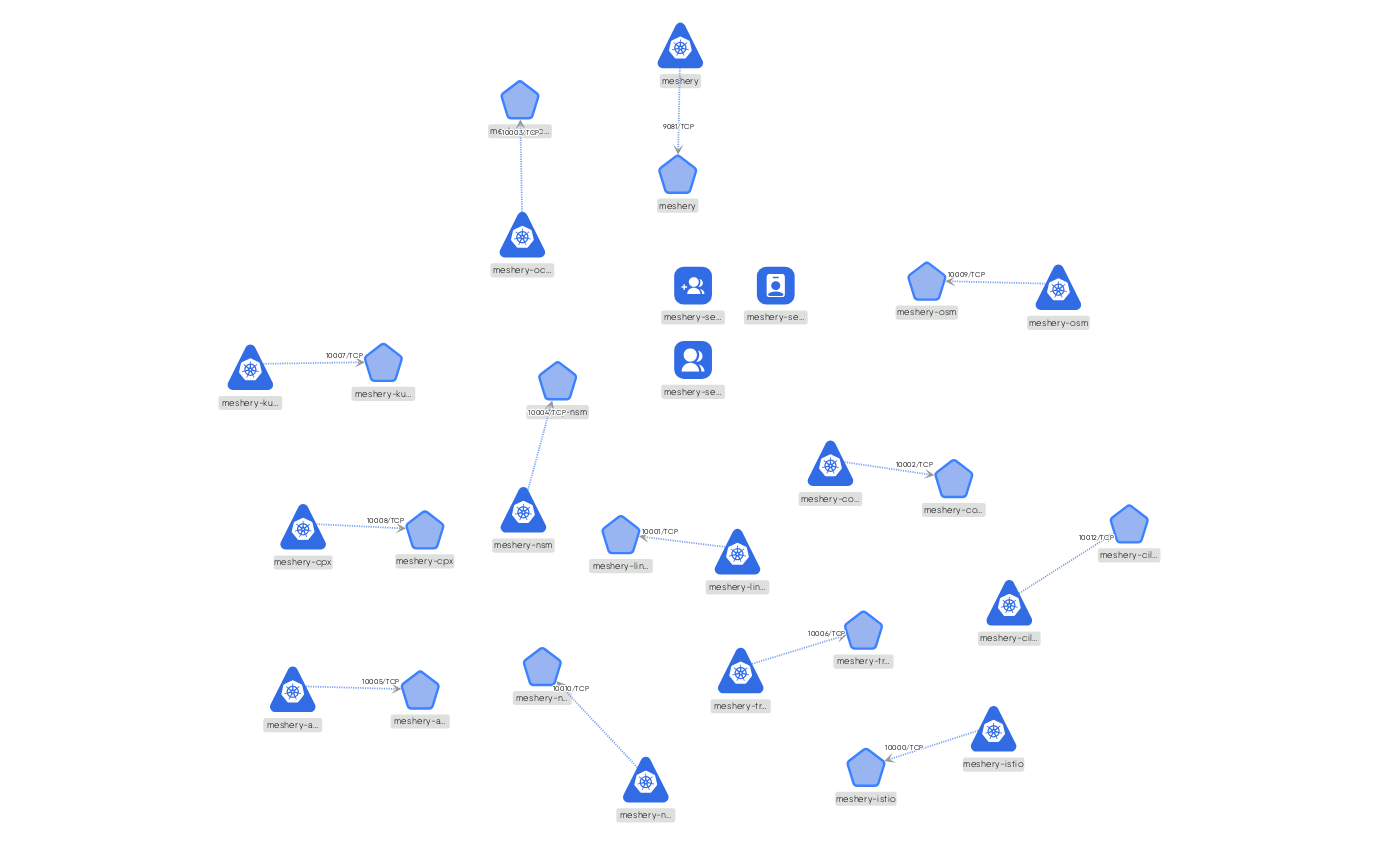 meshery
9081/TCP
meshery
10003/TCP
meshery-oc...
meshery-se...
meshery-se...
meshery-se...
10009/TCP
meshery-osm
meshery-osm
10007/TCP
meshery-ku...
meshery-ku...
10004/TCP-nsm
meshery-nsm
10002/TCP
meshery-co...
meshery-co...
10008/TCP
meshery-cpx
meshery-cpx
10001/TCP
meshery-lin...
meshery-lin...
10012/TCP
meshery-cil...
meshery-cil...
10006/TCP
meshery-tr...
meshery-tr...
10005/TCP
meshery-a...
meshery-a...
10010/TCP
meshery-n...
meshery-n...
10000/TCP
meshery-istio
meshery-istio